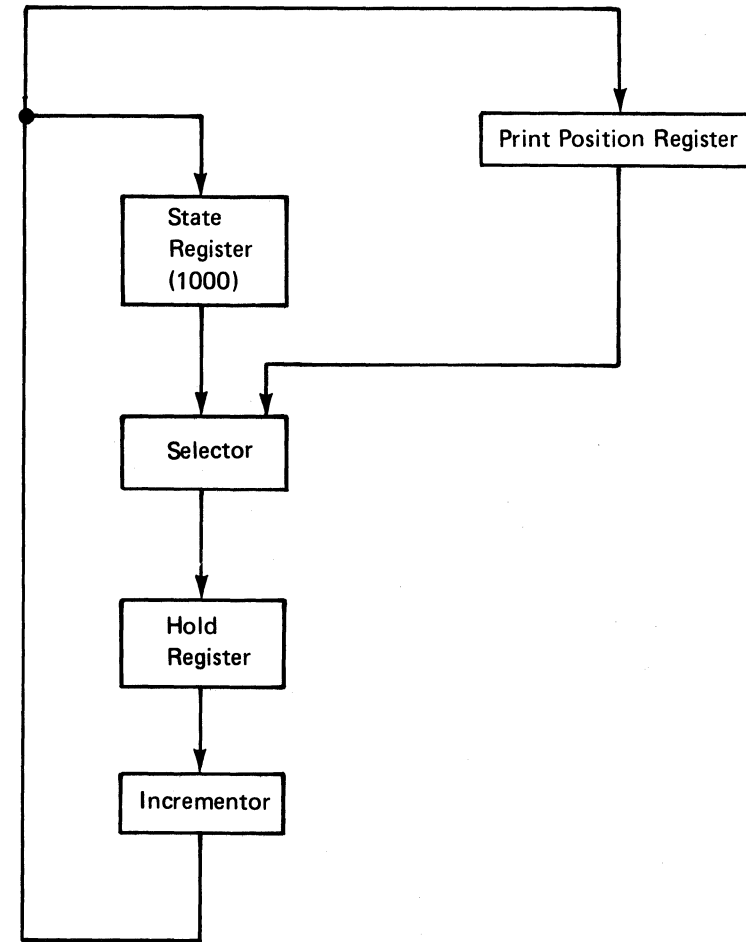 Print Position Register
State
Register
(1000)
Selector
Hold
Register
Incrementor